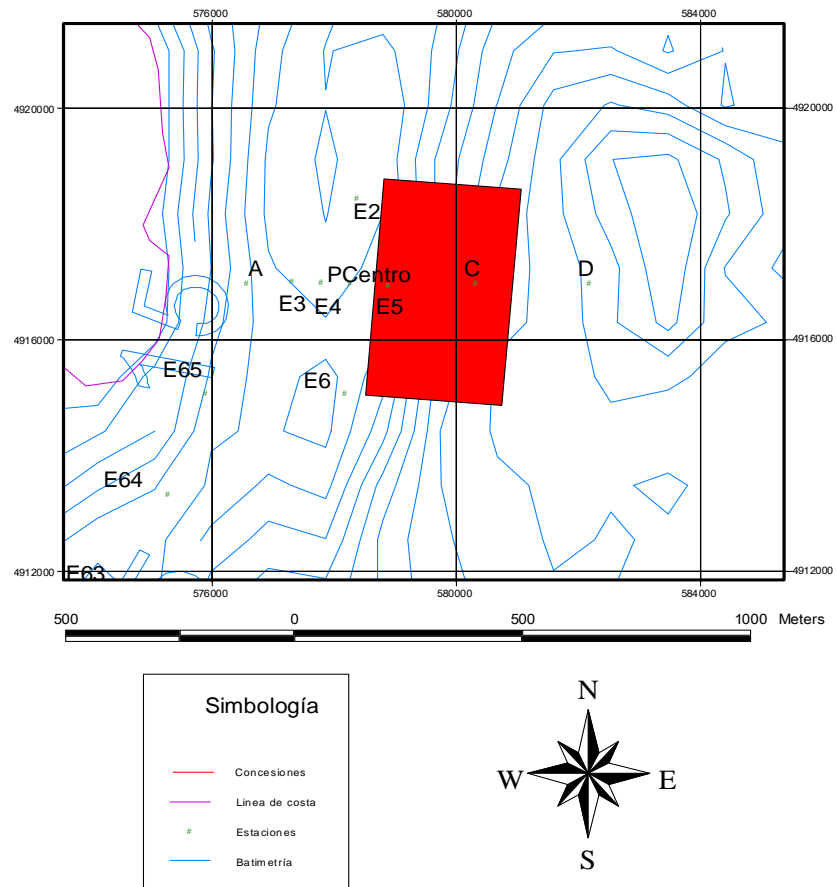 576000 580000 584000
4920000 4920000
E2
A PCentro C D
E3 E4 E5
4916000 4916000
E65 E6
E64
4912000 E63 4912000
576000 580000 584000
500 0 500 1000 Meters
Simbología
Concesiones
Linea de costa
# Estaciones
Batimetría
N
W E
S